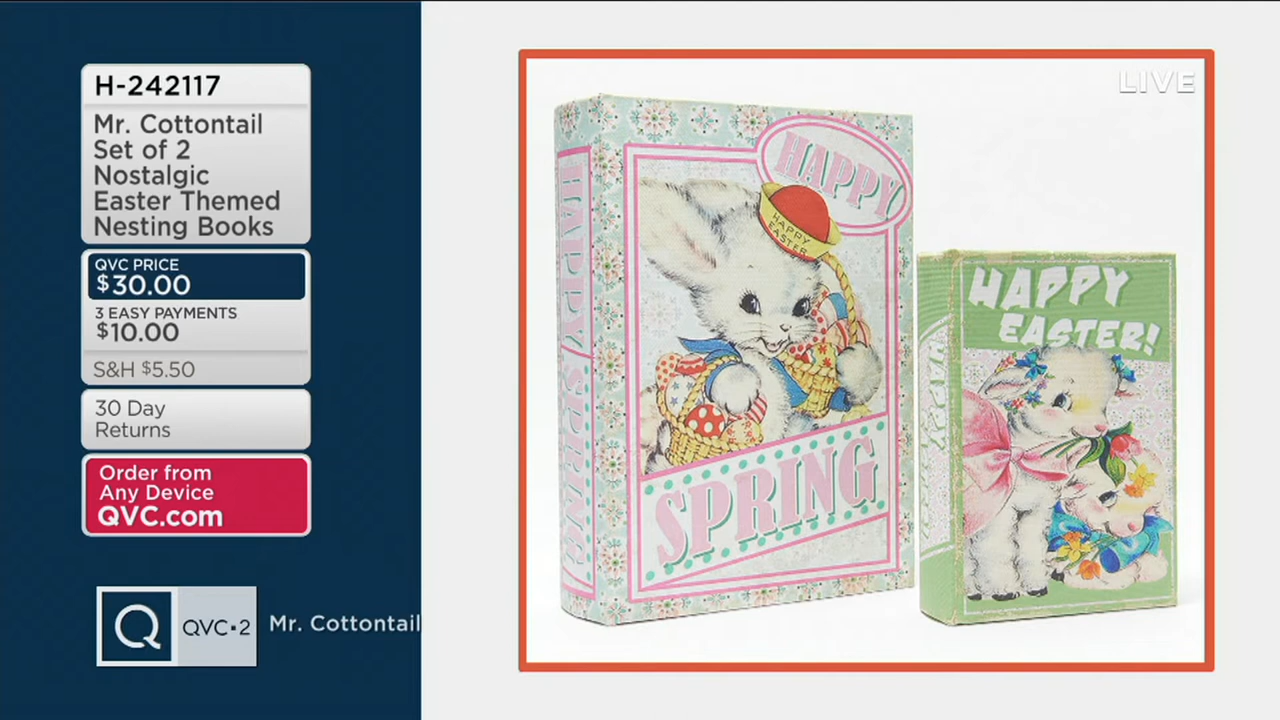 H-242117
Mr. Cottontail
Set of 2
Nostalgic
Easter Themed
Nesting Books
QVC PRICE
$30.00
3 EASY PAYMENTS
$10.00
S&H $5.50
30 Day
Returns
Order from
Any Device
QVC.com
Q QVC•2 Mr. Cottontail
LIVE
HAPPY
HAPPY
EASTER
SPRING
HAPPY SPRING
HAPPY
EASTER!
HAPPY